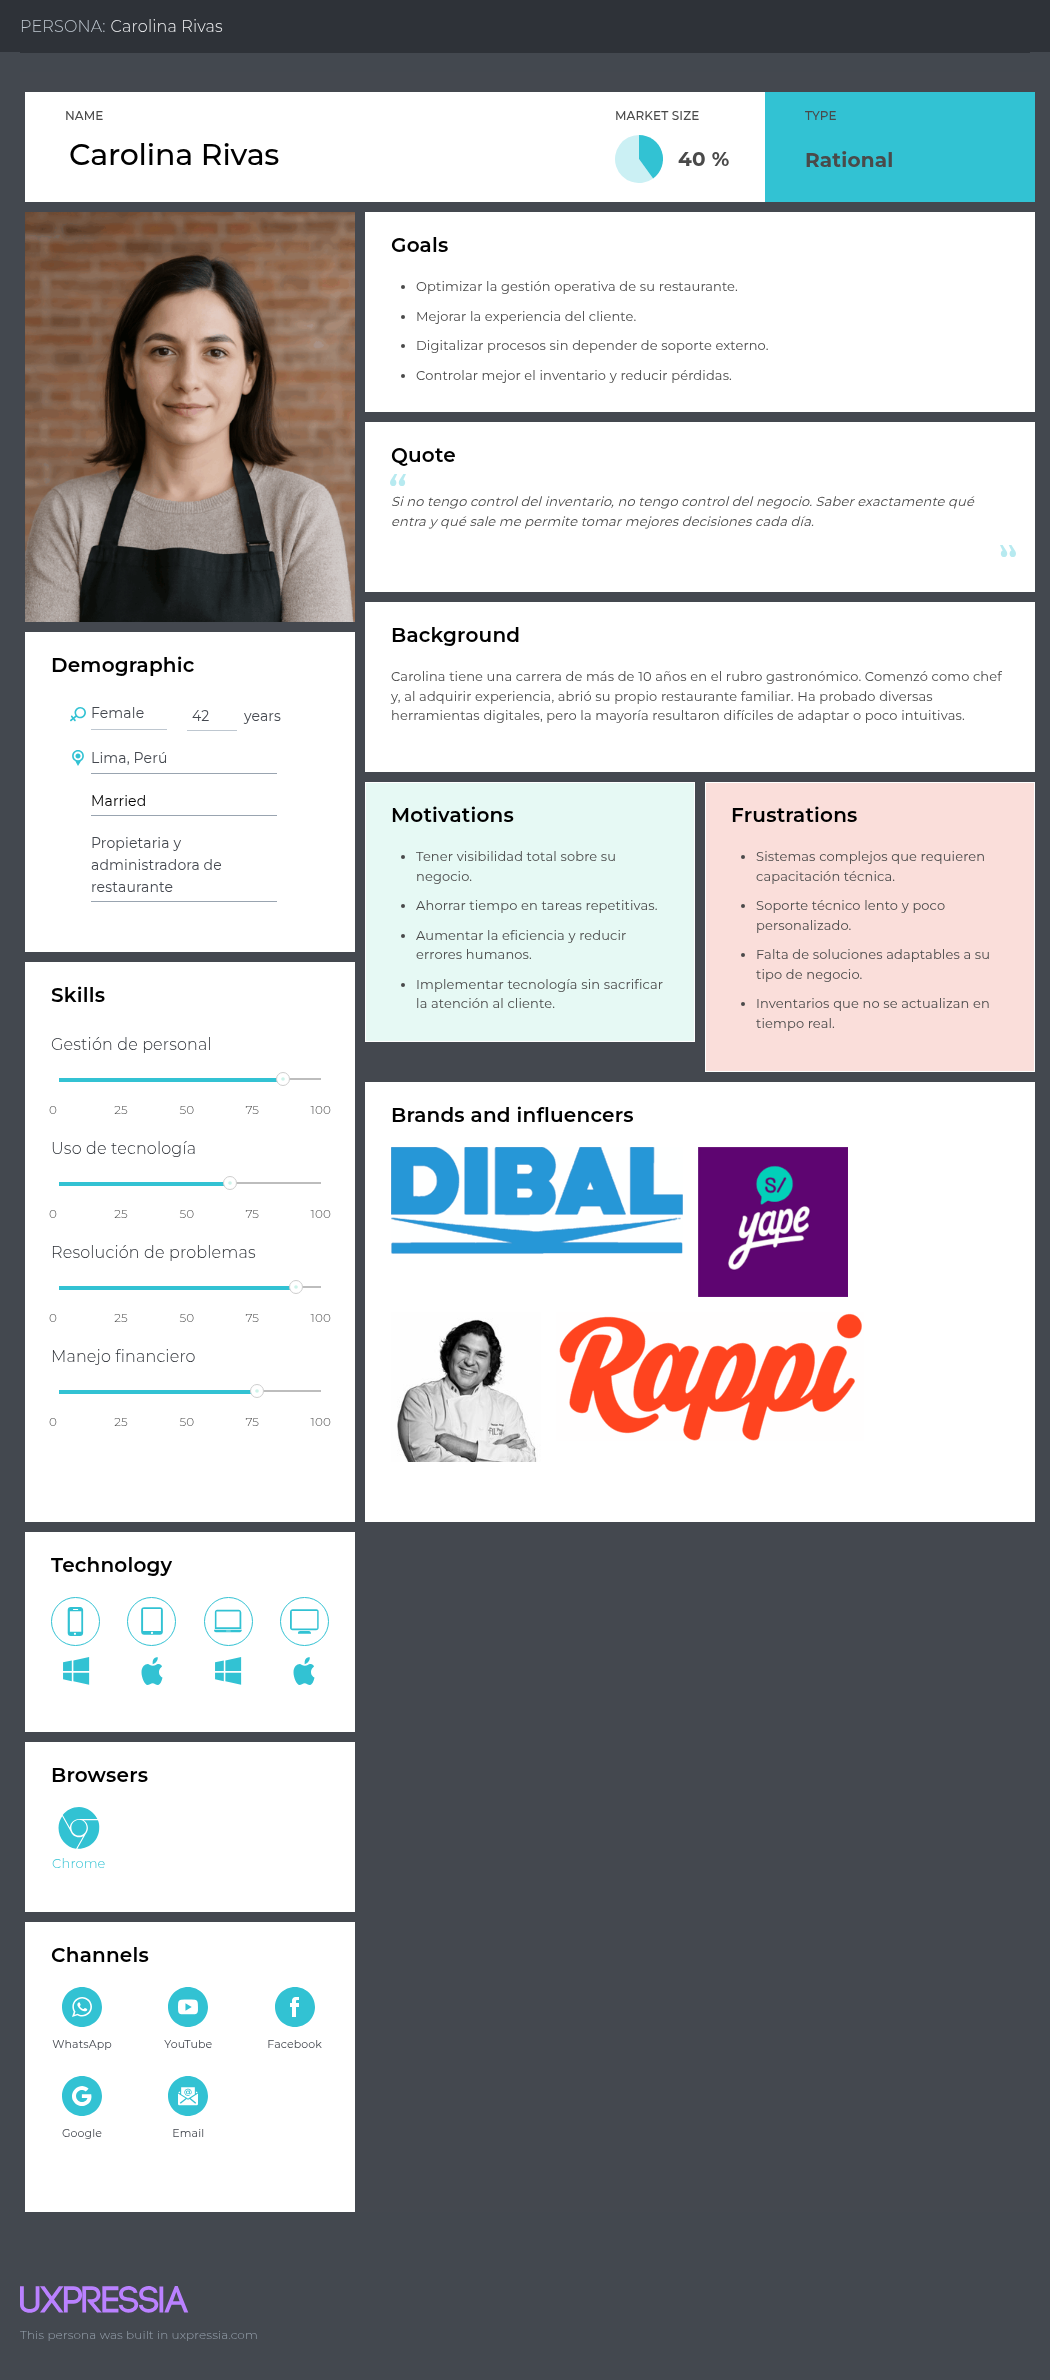 PERSONA: Carolina Rivas
NAME
Carolina Rivas
MARKET SIZE
40 %
TYPE
Rational
Goals
• Optimizar la gestión operativa de su restaurante.
• Mejorar la experiencia del cliente.
• Digitalizar procesos sin depender de soporte externo.
• Controlar mejor el inventario y reducir pérdidas.
Quote
“
Si no tengo control del inventario, no tengo control del negocio. Saber exactamente qué
entra y qué sale me permite tomar mejores decisiones cada día.
”
Background
Carolina tiene una carrera de más de 10 años en el rubro gastronómico. Comenzó como chef
y, al adquirir experiencia, abrió su propio restaurante familiar. Ha probado diversas
herramientas digitales, pero la mayoría resultaron difíciles de adaptar o poco intuitivas.
Demographic
Female 42 years
Lima, Perú
Married
Propietaria y
administradora de
restaurante
Motivations
• Tener visibilidad total sobre su
negocio.
• Ahorrar tiempo en tareas repetitivas.
• Aumentar la eficiencia y reducir
errores humanos.
• Implementar tecnología sin sacrificar
la atención al cliente.
Frustrations
• Sistemas complejos que requieren
capacitación técnica.
• Soporte técnico lento y poco
personalizado.
• Falta de soluciones adaptables a su
tipo de negocio.
• Inventarios que no se actualizan en
tiempo real.
Skills
Gestión de personal
0 25 50 75 100
Uso de tecnología
0 25 50 75 100
Resolución de problemas
0 25 50 75 100
Manejo financiero
0 25 50 75 100
Brands and influencers
DIBAL
S/
yape
Rappi
Technology
Browsers
Chrome
Channels
WhatsApp YouTube Facebook
Google Email
UXPRESSIA
This persona was built in uxpressia.com